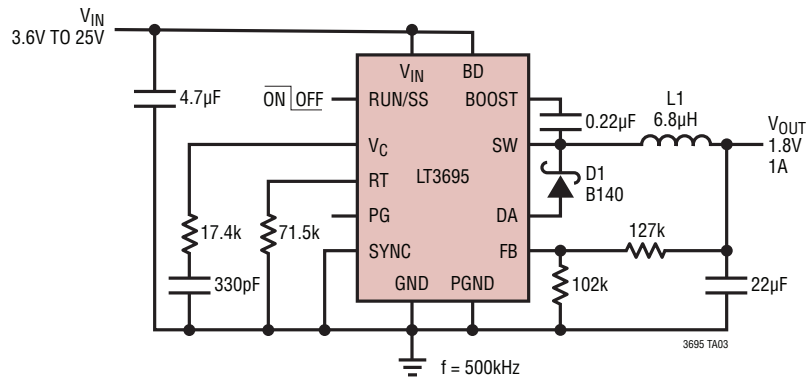 VIN
3.6V TO 25V
4.7µF
ON OFF
VIN
BD
RUN/SS
BOOST
VC
SW
RT
LT3695
PG
DA
SYNC
FB
GND
PGND
0.22µF
L1
6.8µH
VOUT
1.8V
1A
D1
B140
17.4k
71.5k
127k
330pF
102k
22µF
3695 TA03
f = 500kHz